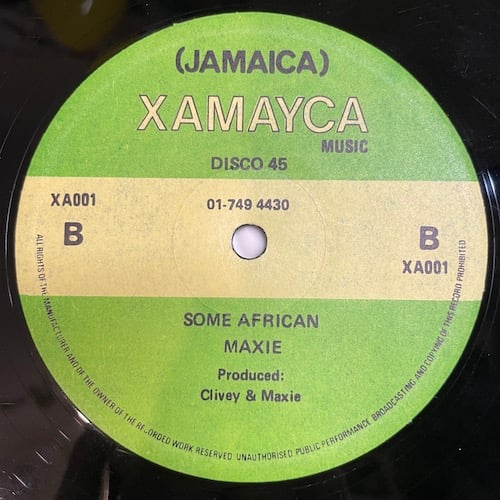 (JAMAICA)
XAMAYCA
MUSIC
DISCO 45
XA001
01-749 4430
B
B
XA001
SOME AFRICAN
MAXIE
Produced:
Clivey & Maxie
ALL RIGHTS OF THE MANUFACTURER AND OF THE OWNER OF THE RECORDED WORK RESERVED. UNAUTHORISED PUBLIC PERFORMANCE BROADCASTING AND COPYING OF THIS RECORD PROHIBITED